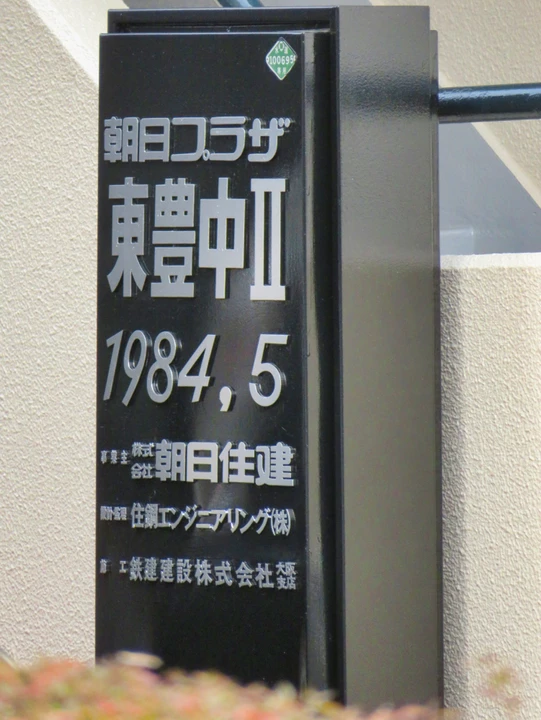 100695
朝日プラザ
東豊中II
1984,5
事業主 株式会社 朝日住建
設計・監理 住鋼エンジニアリング(株)
施工 鉄建建設株式会社 大阪支店